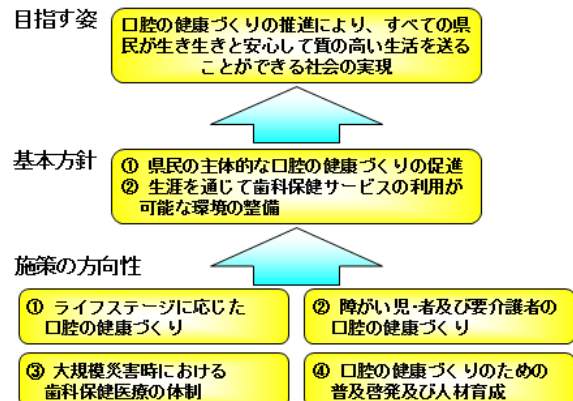 目指す姿
口腔の健康づくりの推進により、すべての県
民が生き生きと安心して質の高い生活を送る
ことができる社会の実現
基本方針
① 県民の主体的な口腔の健康づくりの促進
② 生涯を通じて歯科保健サービスの利用が
可能な環境の整備
施策の方向性
① ライフステージに応じた
口腔の健康づくり
② 障がい児・者及び要介護者の
口腔の健康づくり
③ 大規模災害時における
歯科保健医療の体制
④ 口腔の健康づくりのための
普及啓発及び人材育成